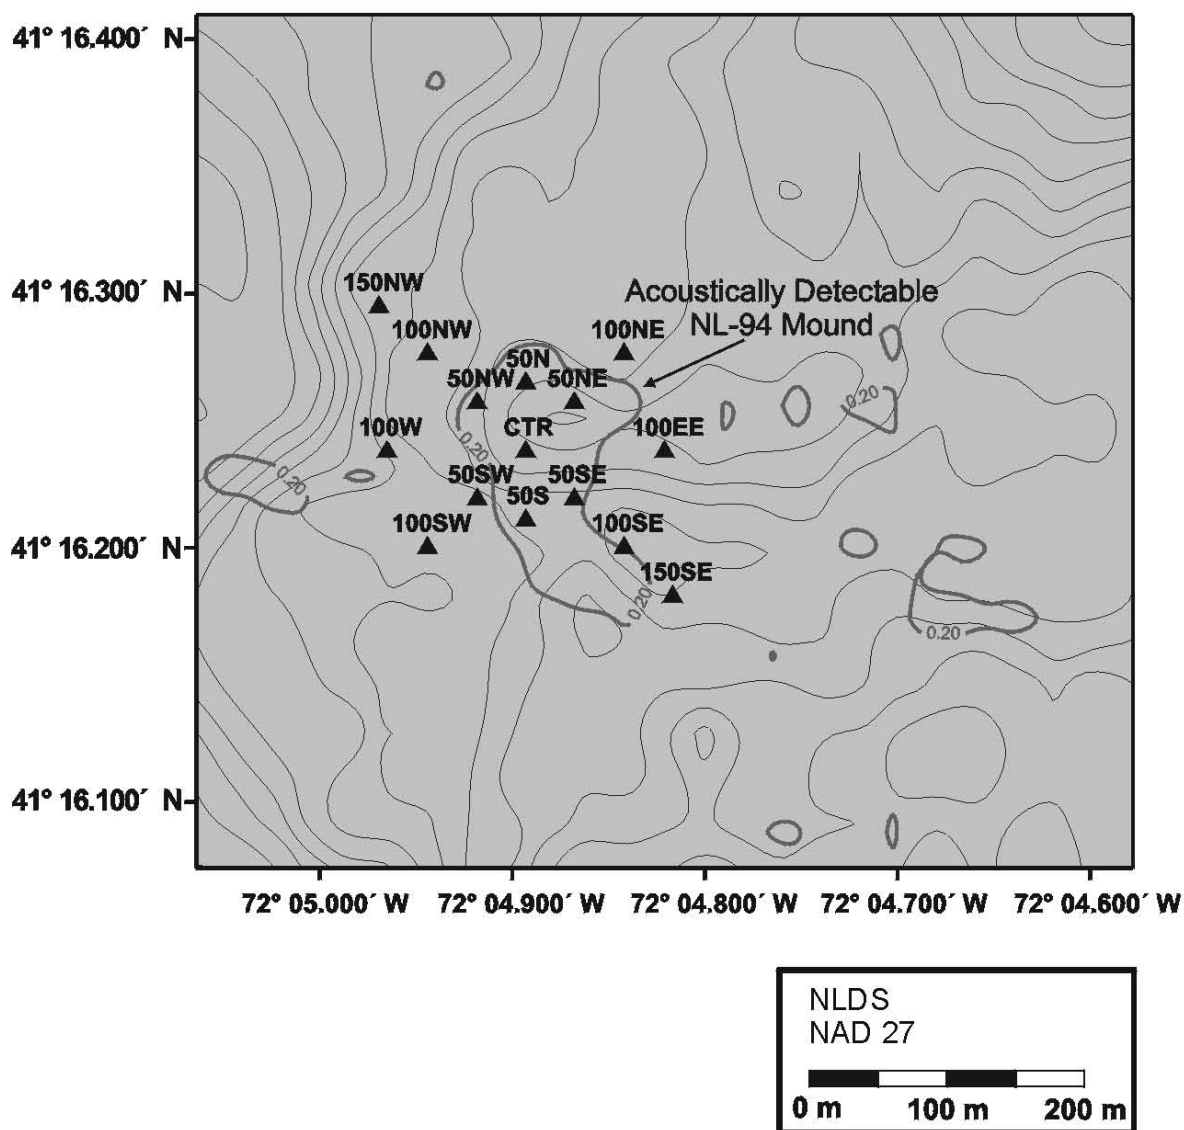 41° 16.400´ N
41° 16.300´ N
41° 16.200´ N
41° 16.100´ N
150NW
Acoustically Detectable
NL-94 Mound
100NW
100NE
50N
50NW
50NE
0.20
100W
CTR
100EE
0.20
0.20
50SW
50SE
50S
100SW
100SE
150SE
0.20
0.20
72° 05.000´ W
72° 04.900´ W
72° 04.800´ W
72° 04.700´ W
72° 04.600´ W
NLDS
NAD 27
0 m
100 m
200 m